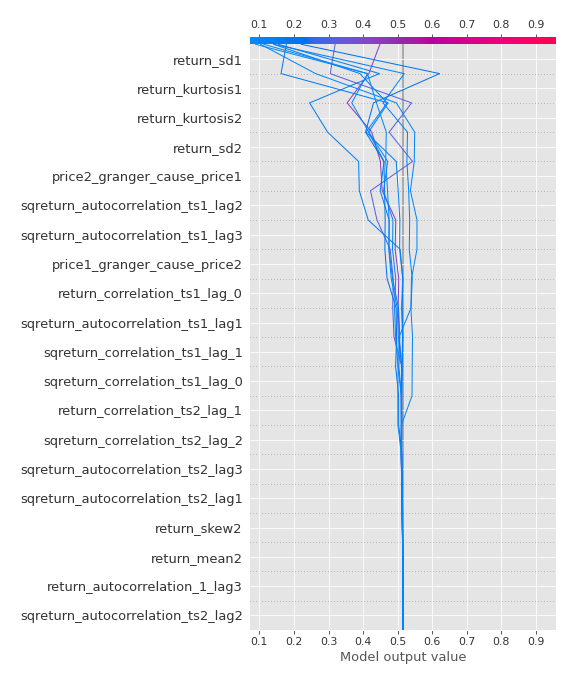 0.1 0.2 0.3 0.4 0.5 0.6 0.7 0.8 0.9
return_sd1
return_kurtosis1
return_kurtosis2
return_sd2
price2_granger_cause_price1
sqreturn_autocorrelation_ts1_lag2
sqreturn_autocorrelation_ts1_lag3
price1_granger_cause_price2
return_correlation_ts1_lag_0
sqreturn_autocorrelation_ts1_lag1
sqreturn_correlation_ts1_lag_1
sqreturn_correlation_ts1_lag_0
return_correlation_ts2_lag_1
sqreturn_correlation_ts2_lag_2
sqreturn_autocorrelation_ts2_lag3
sqreturn_autocorrelation_ts2_lag1
return_skew2
return_mean2
return_autocorrelation_1_lag3
sqreturn_autocorrelation_ts2_lag2
0.1 0.2 0.3 0.4 0.5 0.6 0.7 0.8 0.9
Model output value